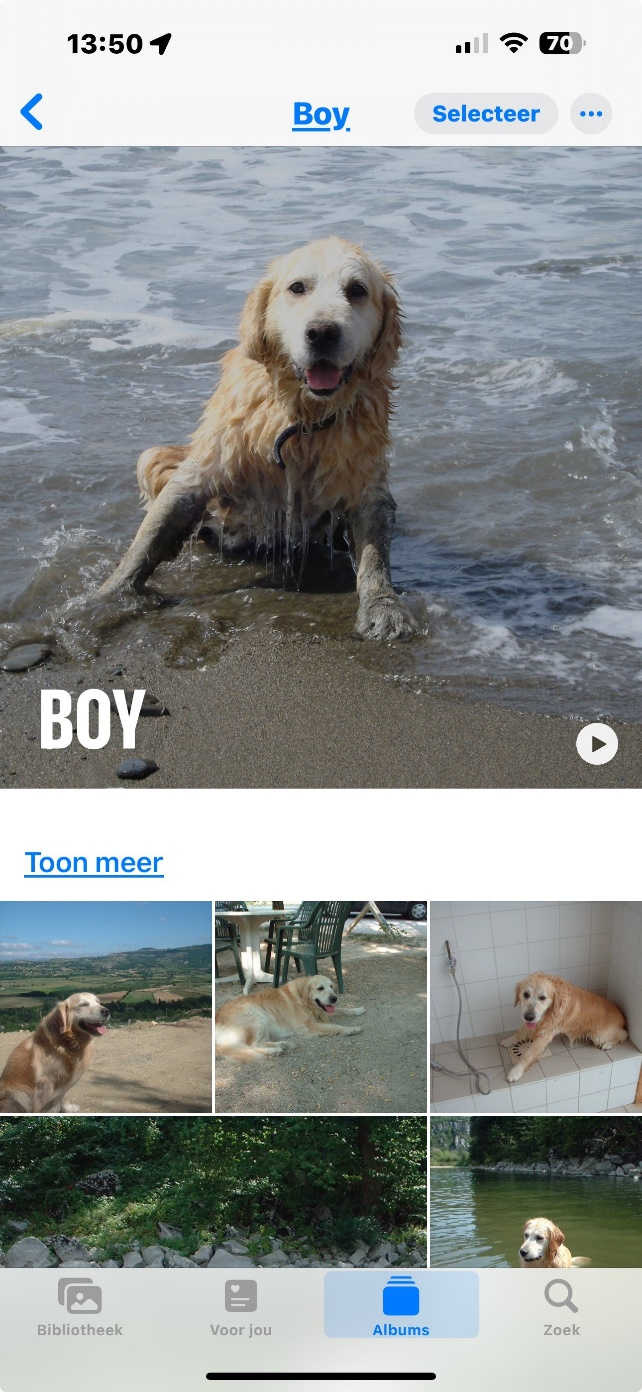 13:50
70
Boy
Selecteer
BOY
Toon meer
Bibliotheek
Voor jou
Albums
Zoek